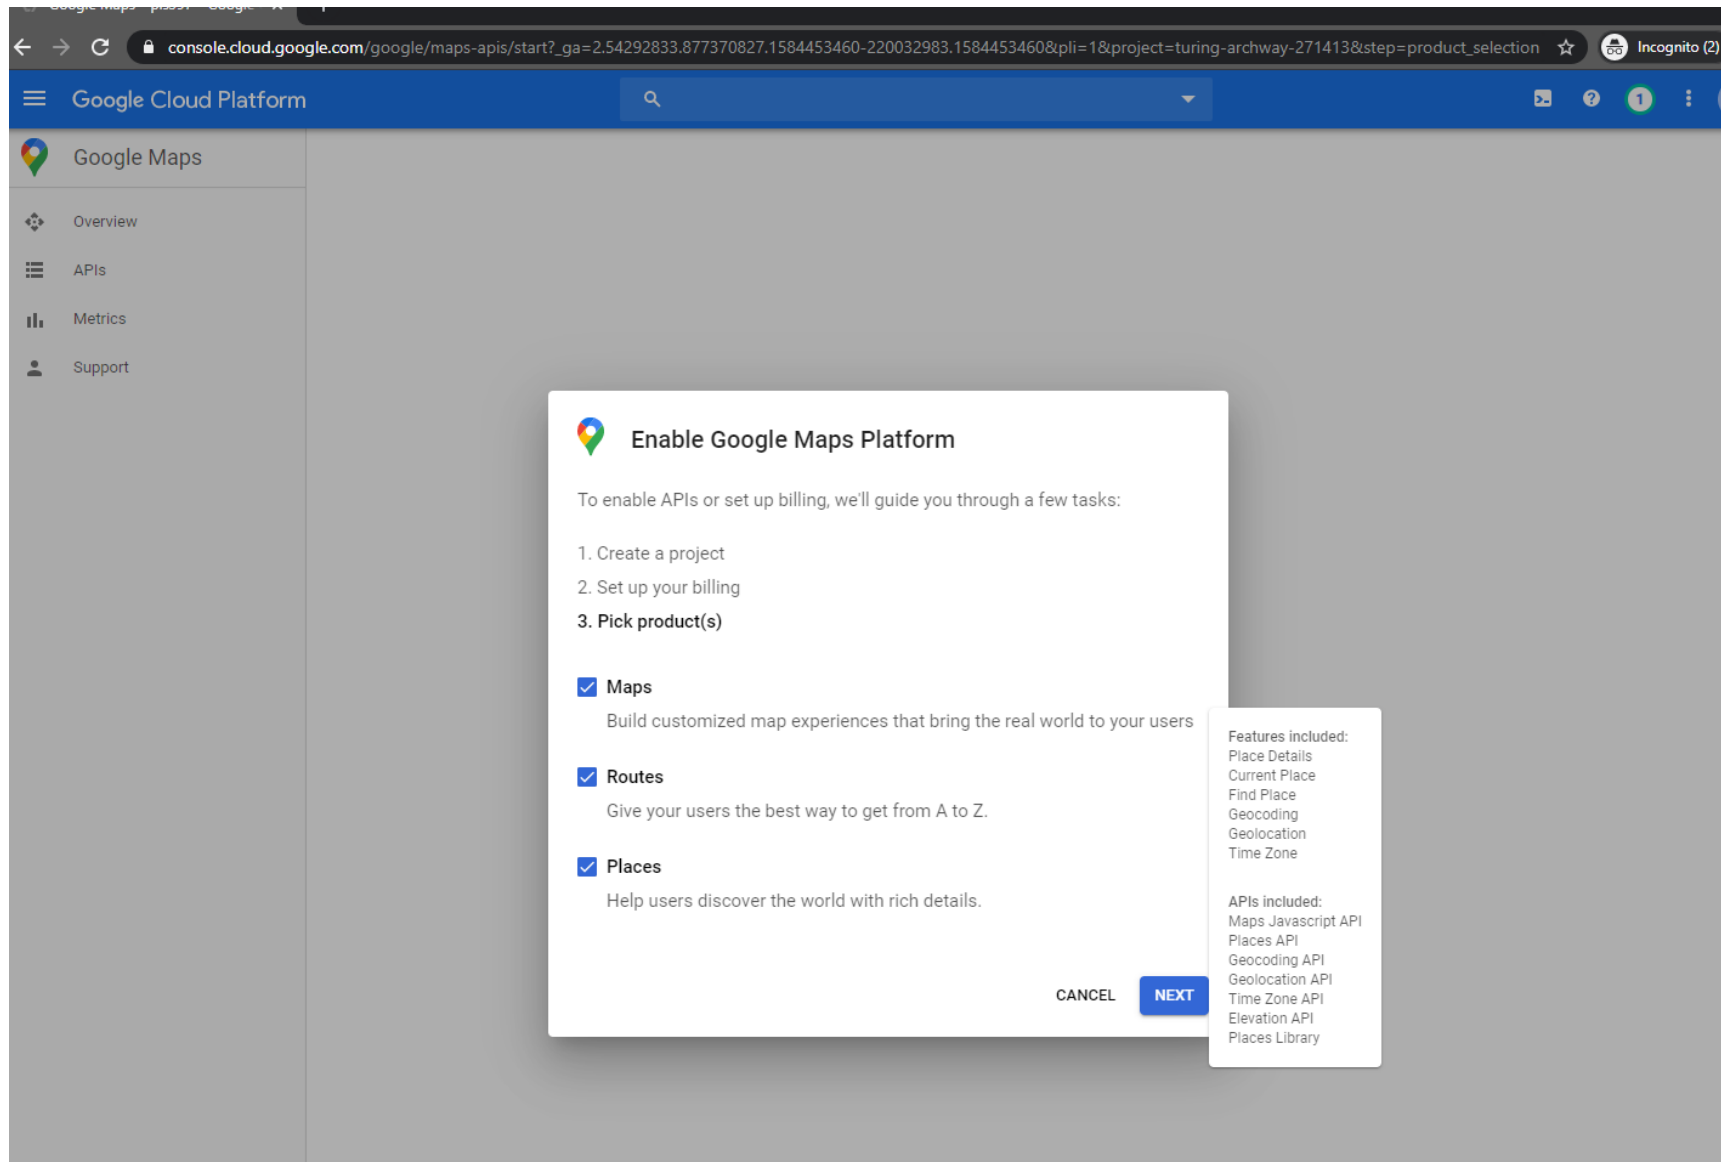 console.cloud.google.com/google/maps-apis/start?_ga=2.54292833.877370827.1584453460-220032983.1584453460&pli=1&project=turing-archway-271413&step=product_selection
Incognito (2)
Google Cloud Platform
1
Google Maps
Overview
APIs
Metrics
Support
Enable Google Maps Platform
To enable APIs or set up billing, we'll guide you through a few tasks:
1. Create a project
2. Set up your billing
3. Pick product(s)
Maps
Build customized map experiences that bring the real world to your users
Routes
Give your users the best way to get from A to Z.
Places
Help users discover the world with rich details.
CANCEL
NEXT
Features included:
Place Details
Current Place
Find Place
Geocoding
Geolocation
Time Zone
APIs included:
Maps Javascript API
Places API
Geocoding API
Geolocation API
Time Zone API
Elevation API
Places Library